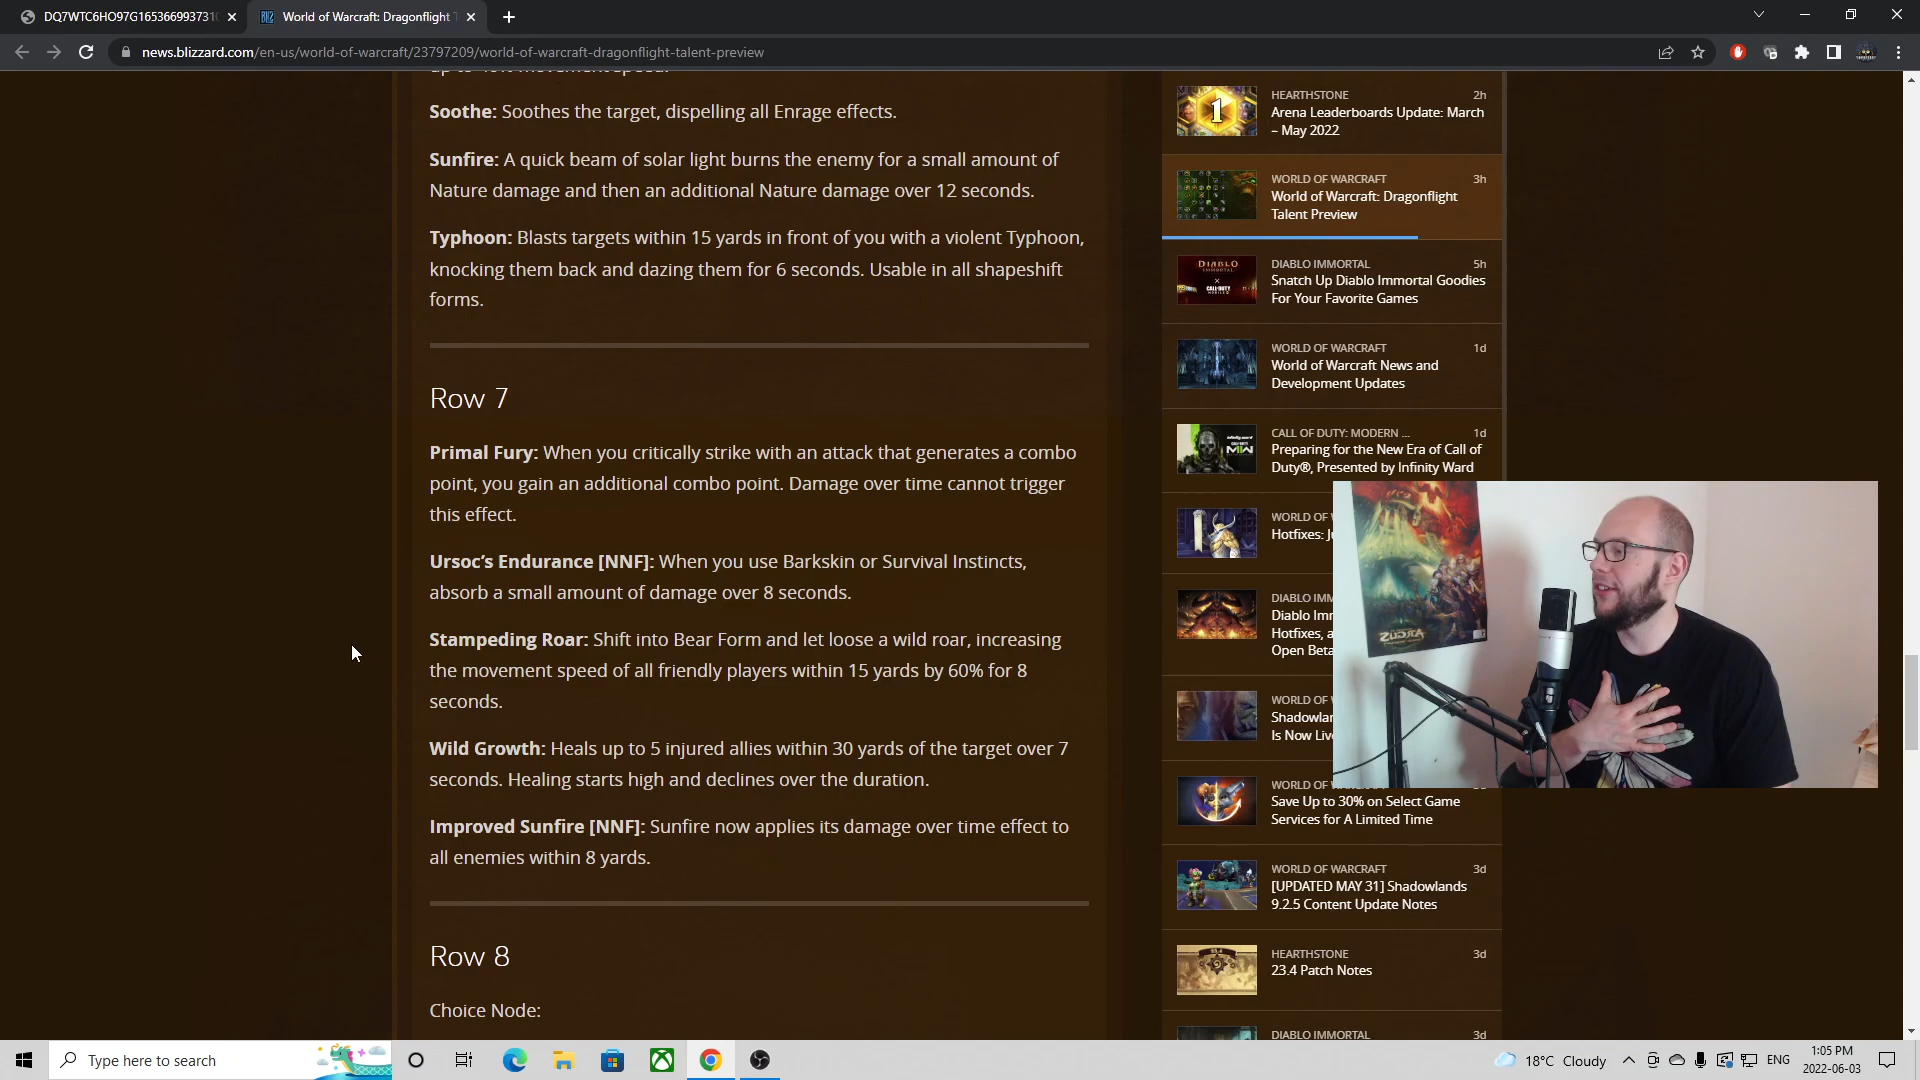 DQ7WTC6HO97G1653669937310
World of Warcraft: Dragonflight T
news.blizzard.com/en-us/world-of-warcraft/23797209/world-of-warcraft-dragonflight-talent-preview
Soothe: Soothes the target, dispelling all Enrage effects.
Sunfire: A quick beam of solar light burns the enemy for a small amount of
Nature damage and then an additional Nature damage over 12 seconds.
Typhoon: Blasts targets within 15 yards in front of you with a violent Typhoon,
knocking them back and dazing them for 6 seconds. Usable in all shapeshift
forms.
Row 7
Primal Fury: When you critically strike with an attack that generates a combo
point, you gain an additional combo point. Damage over time cannot trigger
this effect.
Ursoc’s Endurance [NNF]: When you use Barkskin or Survival Instincts,
absorb a small amount of damage over 8 seconds.
Stampeding Roar: Shift into Bear Form and let loose a wild roar, increasing
the movement speed of all friendly players within 15 yards by 60% for 8
seconds.
Wild Growth: Heals up to 5 injured allies within 30 yards of the target over 7
seconds. Healing starts high and declines over the duration.
Improved Sunfire [NNF]: Sunfire now applies its damage over time effect to
all enemies within 8 yards.
Row 8
Choice Node:
HEARTHSTONE 2h
Arena Leaderboards Update: March
– May 2022
WORLD OF WARCRAFT 3h
World of Warcraft: Dragonflight
Talent Preview
DIABLO IMMORTAL 5h
Snatch Up Diablo Immortal Goodies
For Your Favorite Games
WORLD OF WARCRAFT 1d
World of Warcraft News and
Development Updates
CALL OF DUTY: MODERN ... 1d
Preparing for the New Era of Call of
Duty®, Presented by Infinity Ward
WORLD OF
Hotfixes:
DIABLO
Diablo
Hotfixes,
Open Beta
WORLD OF
Is Now
WORLD OF
Save Up to 30% on Select Game
Services for A Limited Time
WORLD OF WARCRAFT 3d
[UPDATED MAY 31] Shadowlands
9.2.5 Content Update Notes
HEARTHSTONE 3d
23.4 Patch Notes
DIABLO IMMORTAL 3d
Type here to search
18°C Cloudy
ENG
1:05 PM
2022-06-03